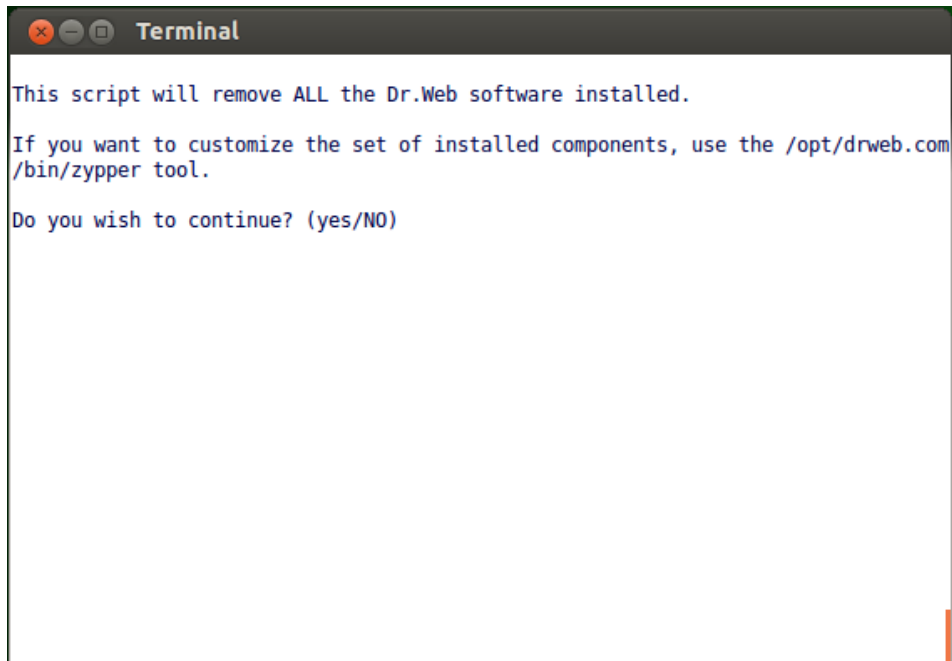 Terminal
This script will remove ALL the Dr.Web software installed.
If you want to customize the set of installed components, use the /opt/drweb.com
/bin/zypper tool.
Do you wish to continue? (yes/NO)